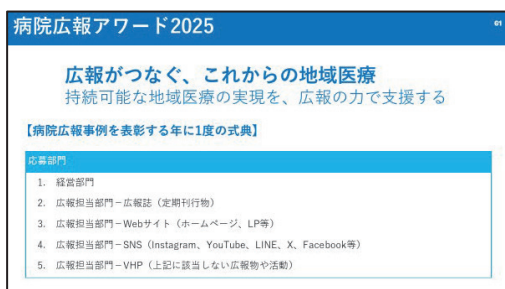 病院広報アワード2025
61
広報がつなぐ、これからの地域医療
持続可能な地域医療の実現を、広報の力で支援する
【病院広報事例を表彰する年に1度の式典】
応募部門
1. 経営部門
2. 広報担当部門－広報誌（定期刊行物）
3. 広報担当部門－Webサイト（ホームページ、LP等）
4. 広報担当部門－SNS（Instagram、YouTube、LINE、X、Facebook等）
5. 広報担当部門－VHP（上記に該当しない広報物や活動）